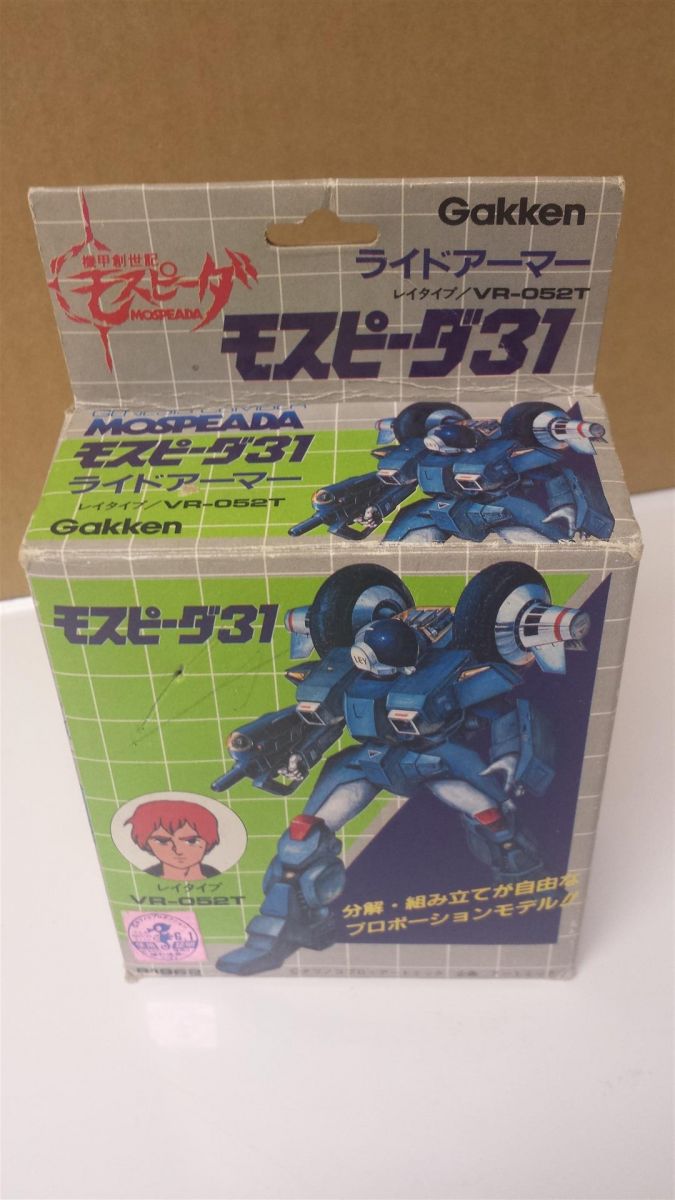 Gakken
機甲創世記
モスピーダ
MOSPEADA
ライドアーマー
レイタイプ/VR-052T
モスピーダ31
GENESIS CLIMBER
MOSPEADA
モスピーダ31
ライドアーマー
レイタイプ/VR-052T
Gakken
モスピーダ31
LEY
L
レイタイプ
VR-052T
分解・組み立てが自由な
プロポーションモデル!!